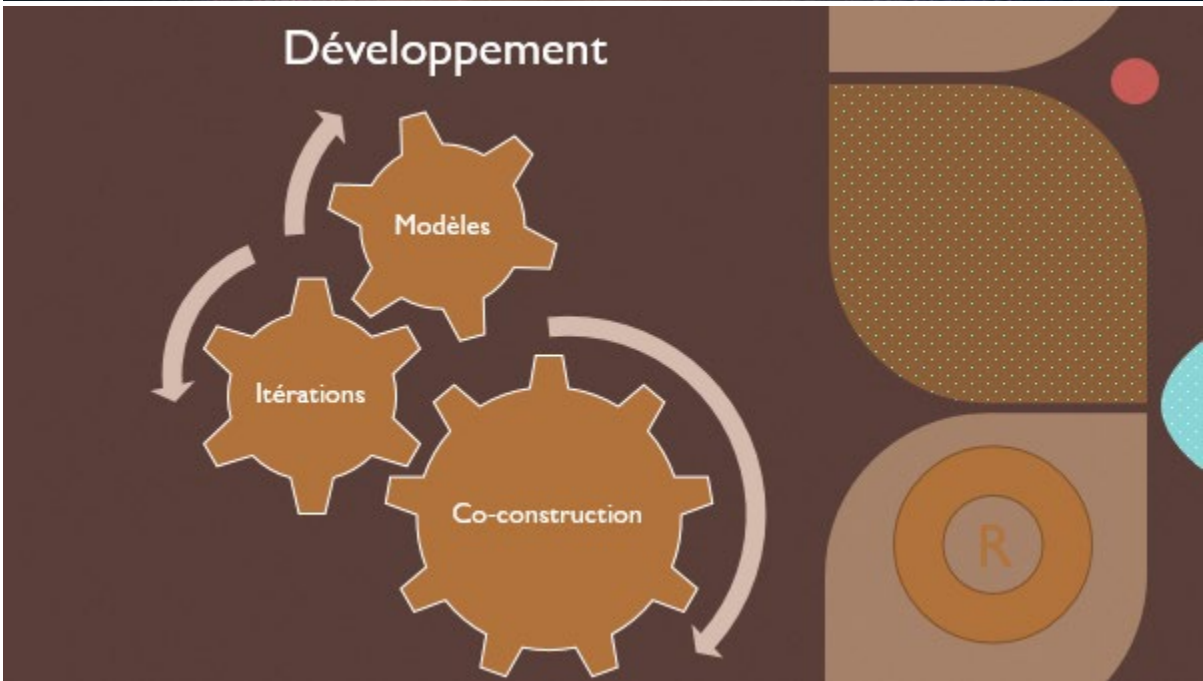 Développement
Modèles
Itérations
Co-construction
R